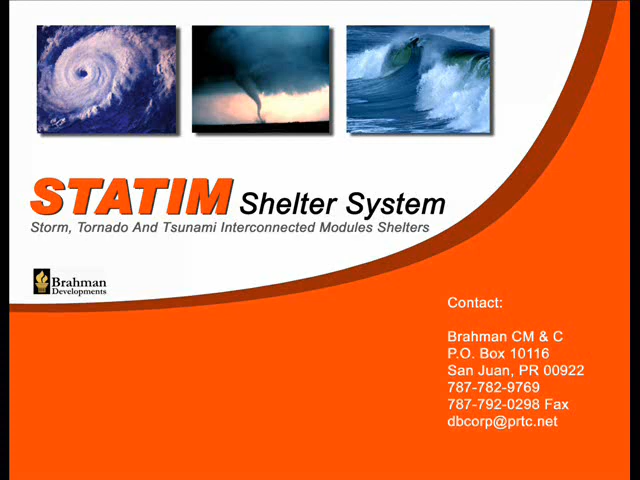 STATIM Shelter System
Storm, Tornado And Tsunami Interconnected Modules Shelters
Brahman
Developments
Contact:
Brahman CM & C
P.O. Box 10116
San Juan, PR 00922
787-782-9769
787-792-0298 Fax
dbcorp@prtc.net